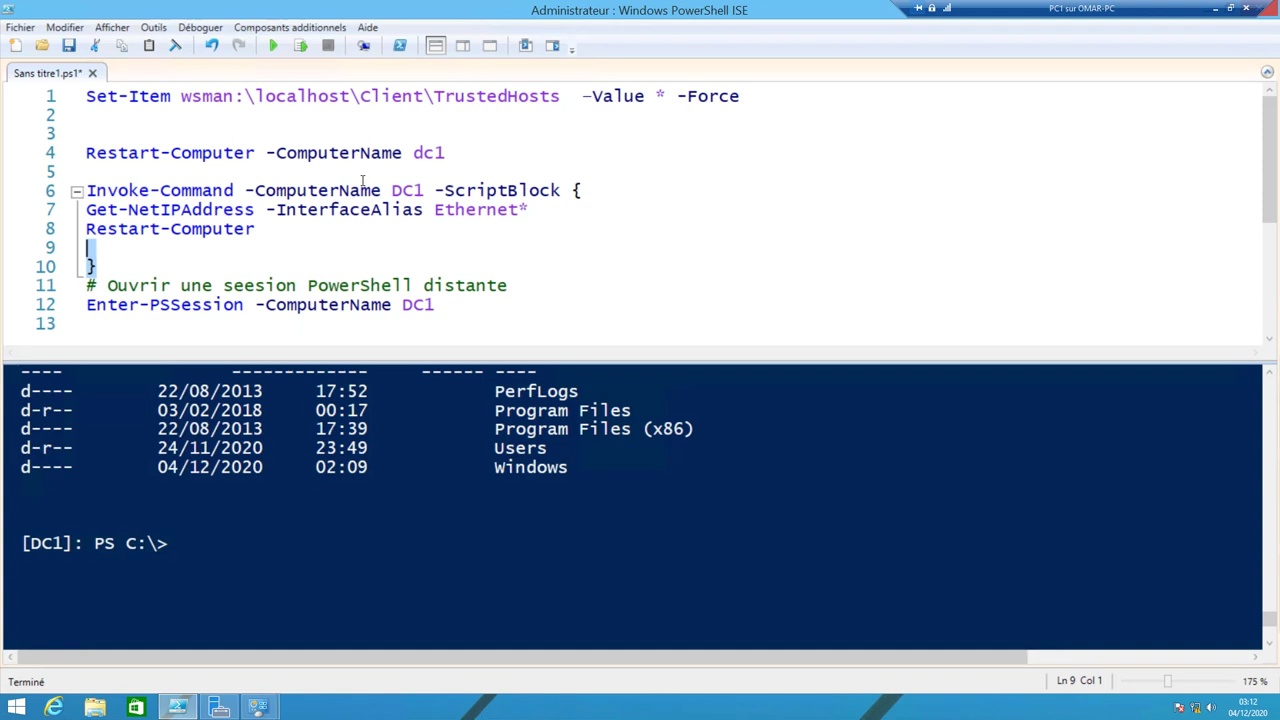 Administrateur : Windows PowerShell ISE
PC1 sur OMAR-PC
Fichier Modifier Afficher Outils Déboguer Composants additionnels Aide
Sans titre1.ps1*
1 Set-Item wsman:\localhost\Client\TrustedHosts –Value * -Force
2
3
4 Restart-Computer -ComputerName dc1
5
6 Invoke-Command -ComputerName DC1 -ScriptBlock {
7 Get-NetIPAddress -InterfaceAlias Ethernet*
8 Restart-Computer
9
10 }
11 # Ouvrir une seesion PowerShell distante
12 Enter-PSSession -ComputerName DC1
13
---- ------------- ------ ----
d---- 22/08/2013 17:52 PerfLogs
d-r-- 03/02/2018 00:17 Program Files
d---- 22/08/2013 17:39 Program Files (x86)
d-r-- 24/11/2020 23:49 Users
d---- 04/12/2020 02:09 Windows
[DC1]: PS C:\>
Terminé
Ln 9 Col 1
175 %
03:12
04/12/2020